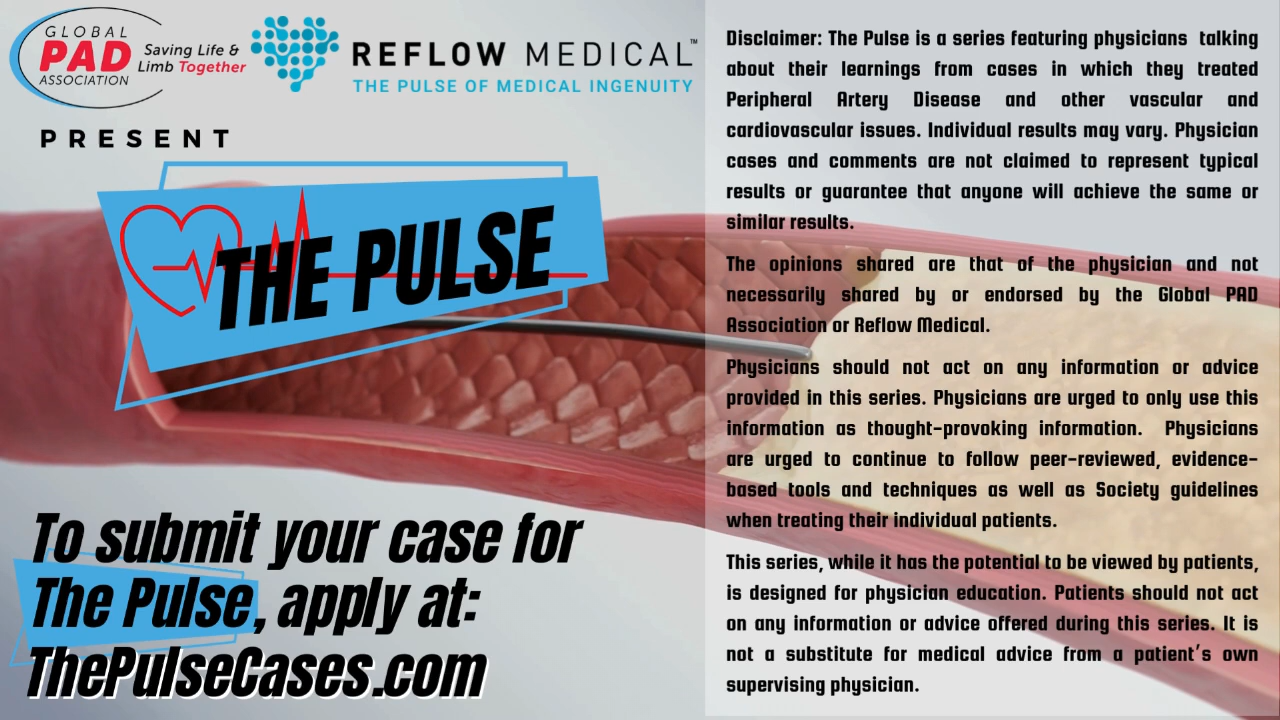 GLOBAL
PAD
ASSOCIATION
Saving Life &
Limb Together
REFLOW MEDICAL™
THE PULSE OF MEDICAL INGENUITY
PRESENT
THE PULSE
To submit your case for
The Pulse, apply at:
ThePulseCases.com
Disclaimer: The Pulse is a series featuring physicians talking
about their learnings from cases in which they treated
Peripheral Artery Disease and other vascular and
cardiovascular issues. Individual results may vary. Physician
cases and comments are not claimed to represent typical
results or guarantee that anyone will achieve the same or
similar results.
The opinions shared are that of the physician and not
necessarily shared by or endorsed by the Global PAD
Association or Reflow Medical.
Physicians should not act on any information or advice
provided in this series. Physicians are urged to only use this
information as thought-provoking information. Physicians
are urged to continue to follow peer-reviewed, evidence-
based tools and techniques as well as Society guidelines
when treating their individual patients.
This series, while it has the potential to be viewed by patients,
is designed for physician education. Patients should not act
on any information or advice offered during this series. It is
not a substitute for medical advice from a patient's own
supervising physician.